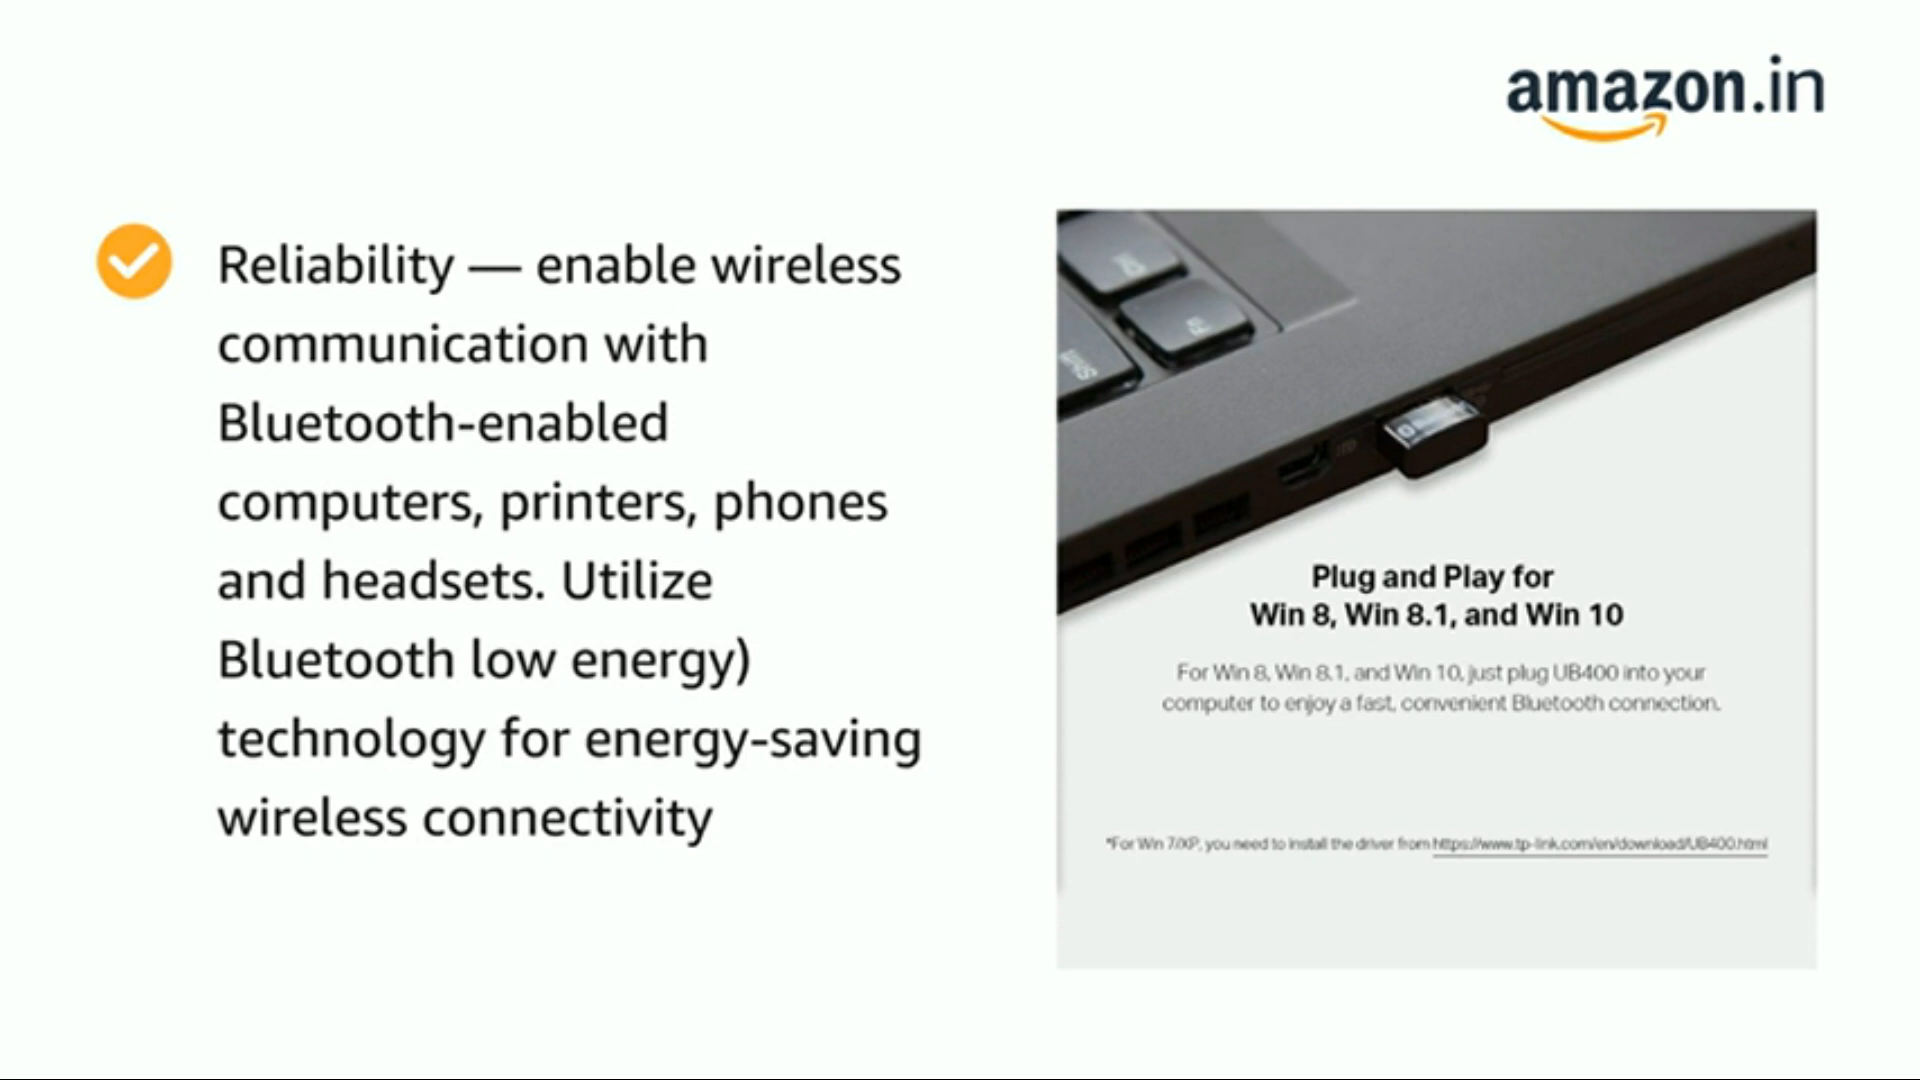 amazon.in
Reliability — enable wireless
communication with
Bluetooth-enabled
computers, printers, phones
and headsets. Utilize
Bluetooth low energy)
technology for energy-saving
wireless connectivity
Ctrl
Fn
Shift
Plug and Play for
Win 8, Win 8.1, and Win 10
For Win 8, Win 8.1, and Win 10, just plug UB400 into your
computer to enjoy a fast, convenient Bluetooth connection.
*For Win 7/XP, you need to install the driver from https://www.tp-link.com/en/download/UB400.html